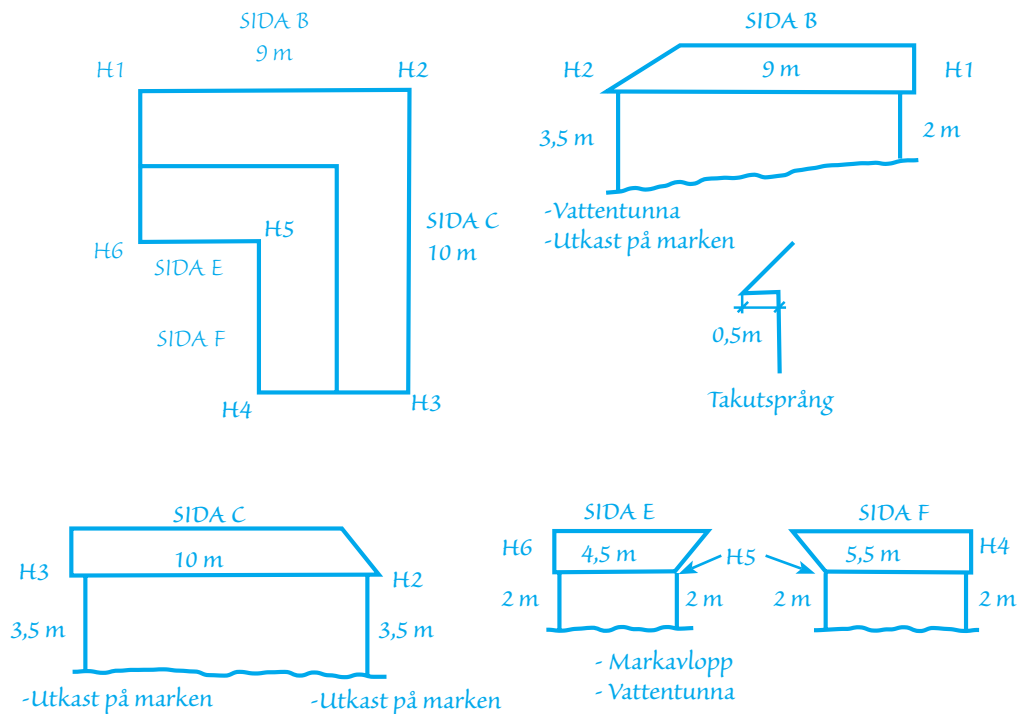 SIDA B
9 m
H1
H2
SIDA C
10 m
H5
H6
SIDA E
SIDA F
H4
H3
SIDA B
H2
9 m
H1
3,5 m
2 m
-Vattentunna
-Utkast på marken
0,5m
Takutsprång
SIDA C
10 m
H3
H2
3,5 m
3,5 m
-Utkast på marken
-Utkast på marken
SIDA E
SIDA F
H6
4,5 m
H5
5,5 m
H4
2 m
2 m
2 m
2 m
- Markavlopp
- Vattentunna